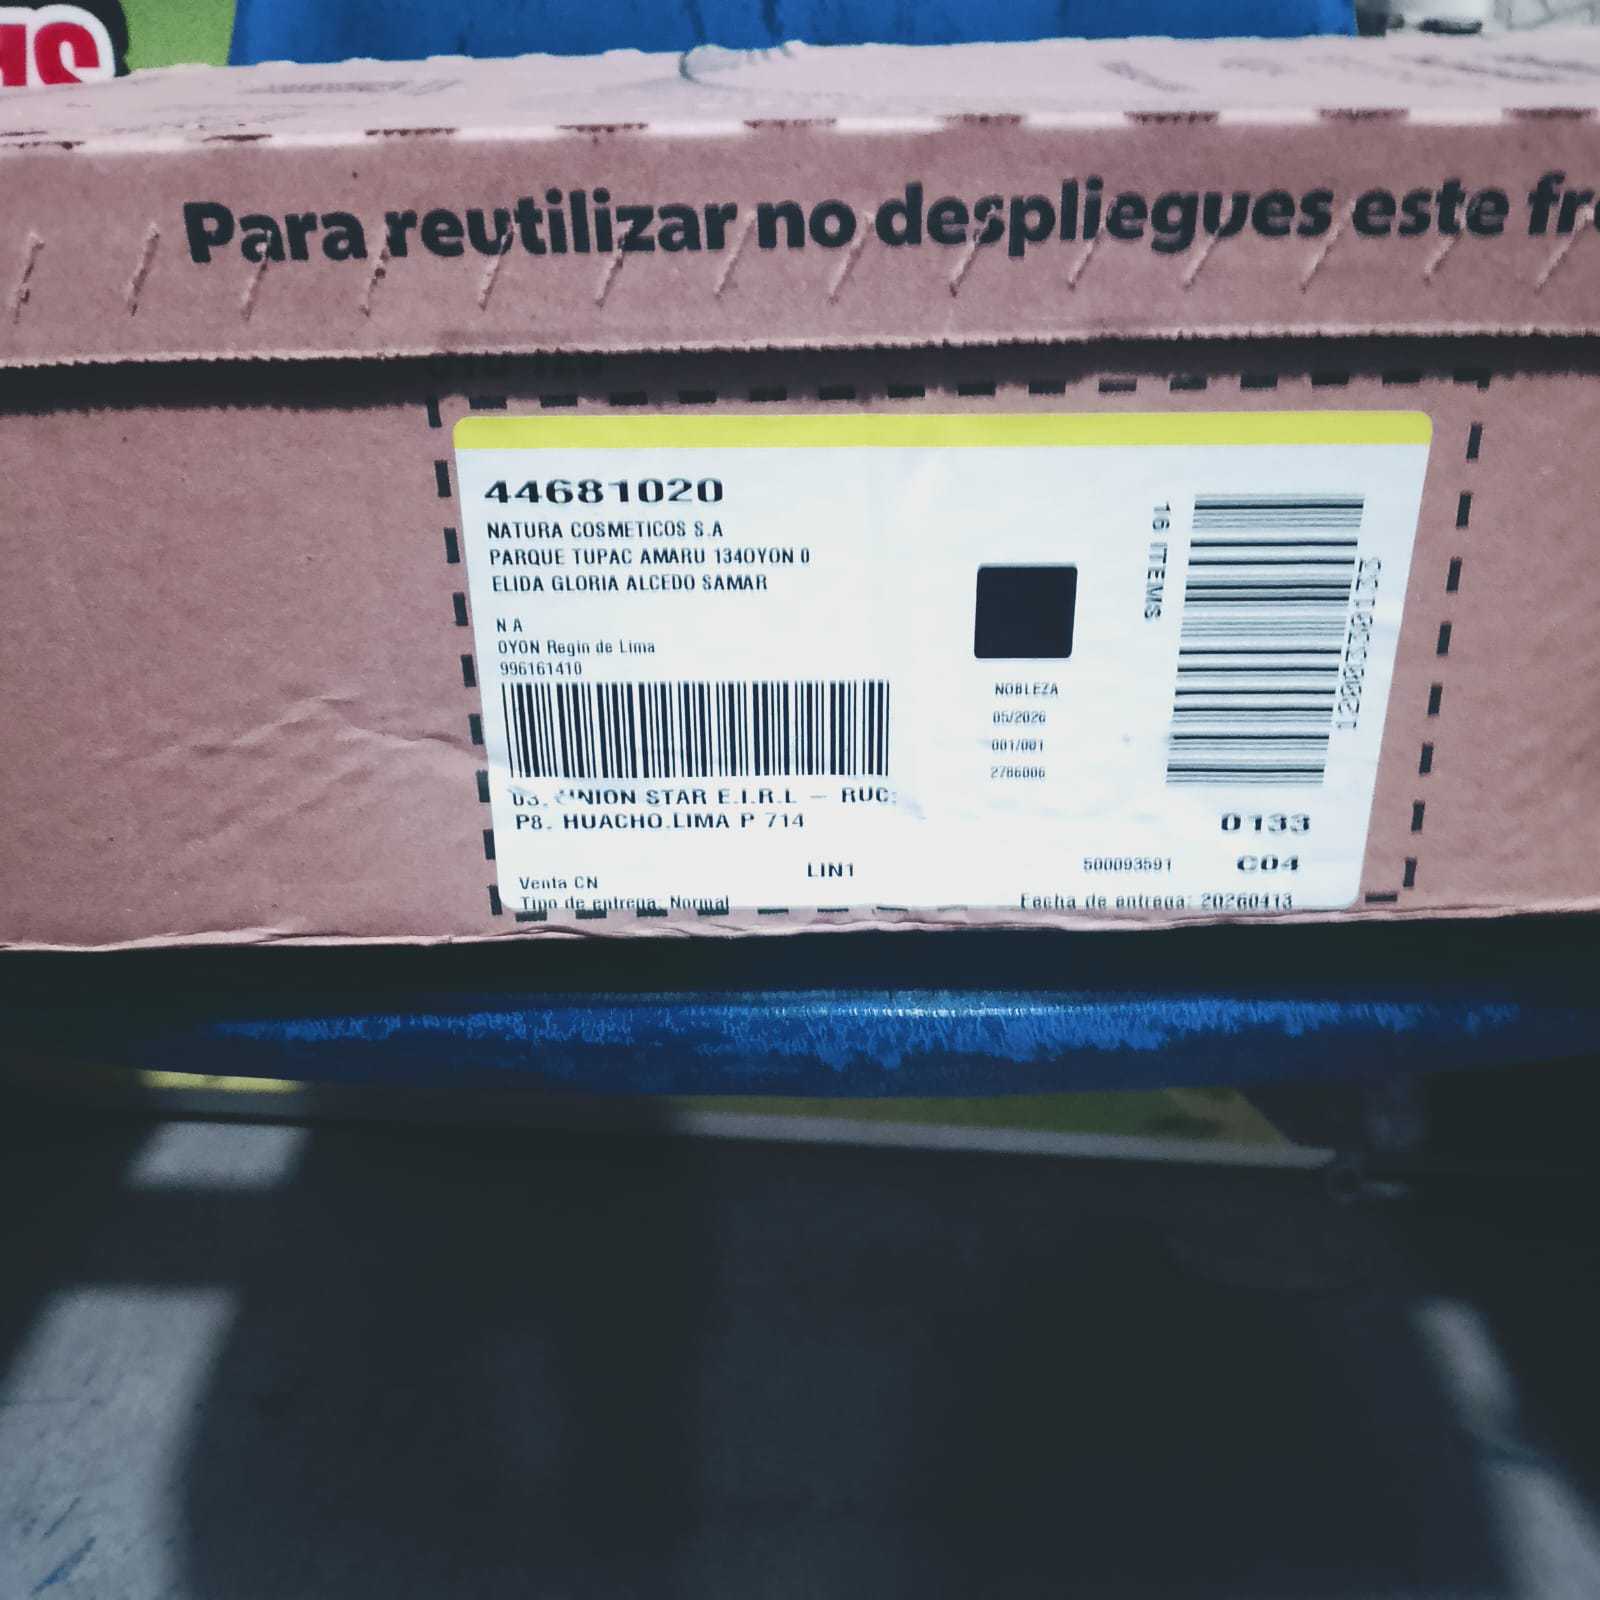 Para reutilizar no despliegues este
44681020
NATURA COSMETICOS S.A
PARQUE TUPAC AMARU 134OYON 0
ELIDA GLORIA ALCEDO SAMAR
N A
OYON Regin de Lima
996161410
UNION STAR E.I.R.L — RUC:
P8. HUACHO.LIMA P 714
LIN1
Venta CN
Tipo de entrega: Normal
NOBLEZA
05/2026
001/001
2786006
16 ITEMS
0133
500093591 C04
Fecha de entrega: 20260413